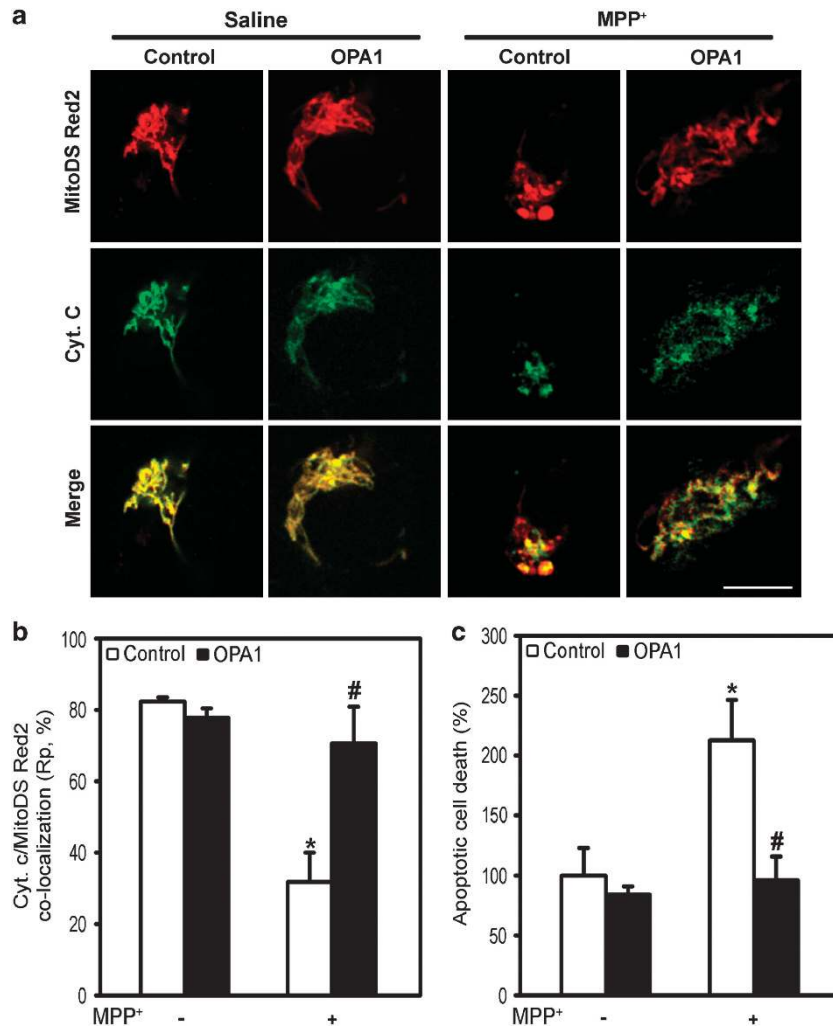 a
Saline MPP⁺
Control OPA1 Control OPA1
MitoDS Red2
Cyt. C
Merge
b
Cyt. c/MitoDS Red2
co-localization (Rp, %)
100
80
60
40
20
0
Control OPA1
*
#
MPP⁺ - +
c
Apoptotic cell death (%)
300
250
200
150
100
50
0
Control OPA1
*
#
MPP⁺ - +